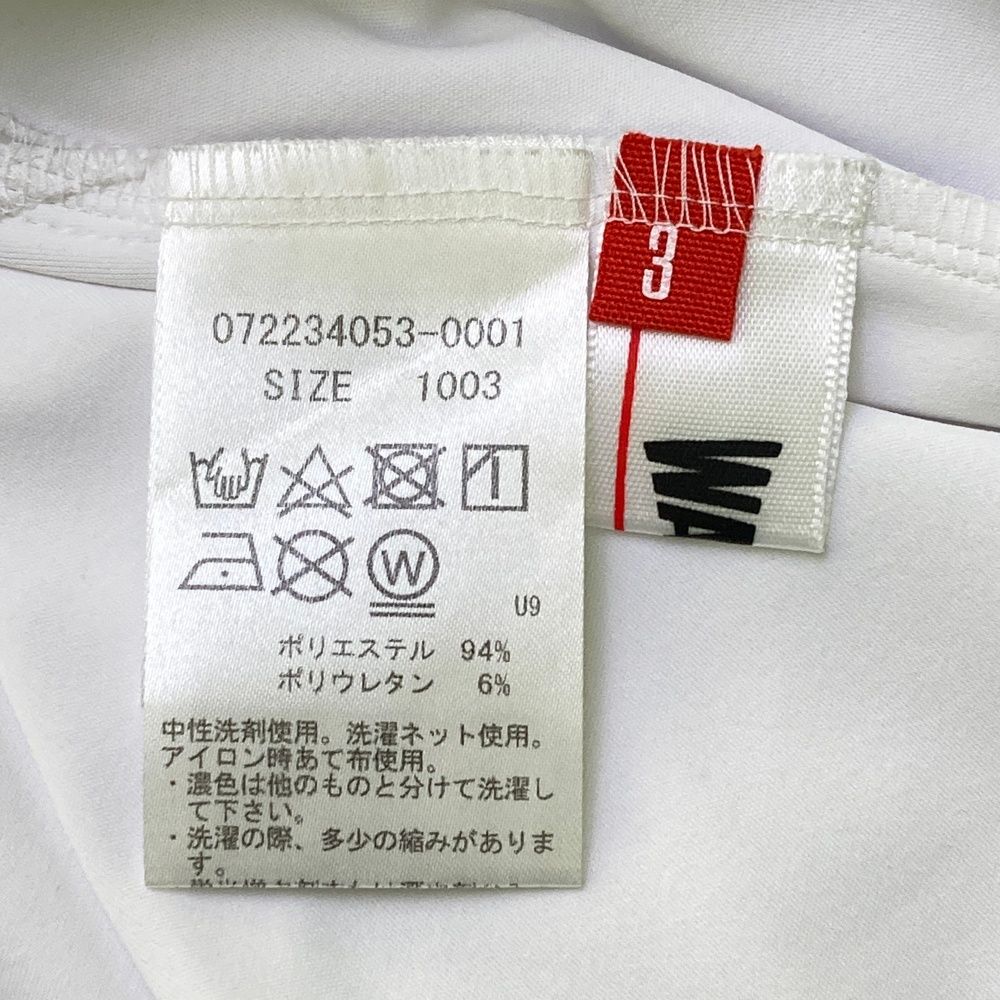 072234053-0001
SIZE 1003
W
U9
ポリエステル 94%
ポリウレタン 6%
中性洗剤使用。洗濯ネット使用。
アイロン時あて布使用。
・濃色は他のものと分けて洗濯し
て下さい。
・洗濯の際、多少の縮みがありま
す。
3
WA